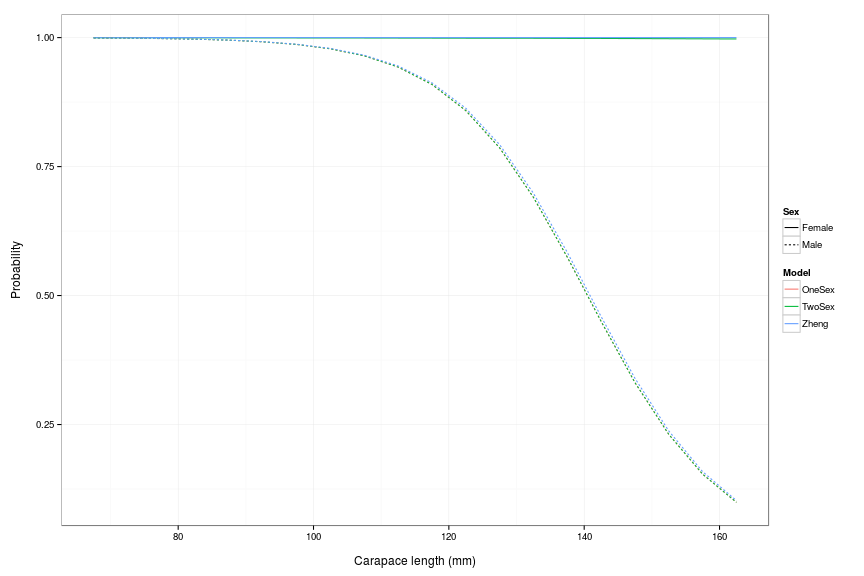 1.00
0.75
0.50
0.25
Probability
80 100 120 140 160
Carapace length (mm)
Sex
Female
Male
Model
OneSex
TwoSex
Zheng